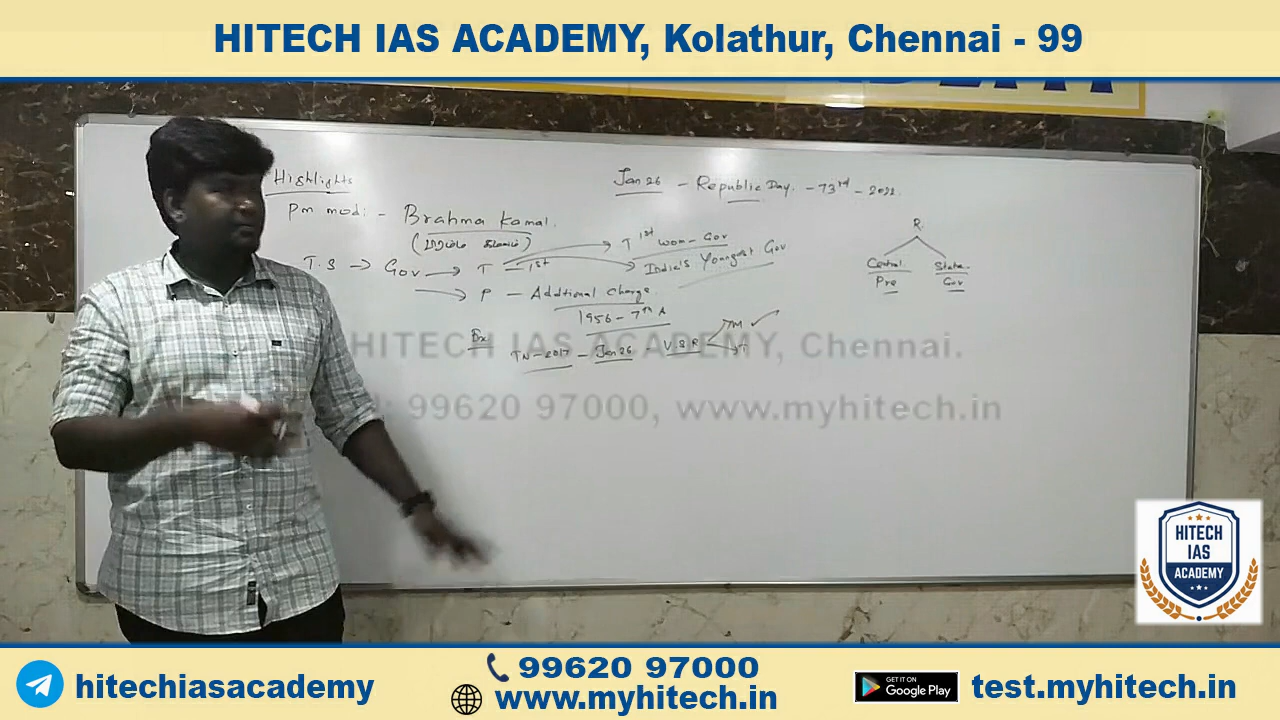 HITECH IAS ACADEMY, Kolathur, Chennai - 99
Highlights
Jan 26 - Republic Day. - 73rd - 2022.
Pm modi - Brahma Kamal.
T.S → Gov → T - 1st
T 1st wom - Gov
India's Youngest Gov
→ P - Addtional Charge.
1956 - 7th A
Ex
TN - 2017 - Jan 26 - V.S.R
TM ✓
R.
Central. State.
Pre Gov
HITECH IAS ACADEMY, Chennai.
: 99620 97000, www.myhitech.in
HITECH
IAS
ACADEMY
hitechiasacademy
99620 97000
www.myhitech.in
GET IT ON
Google Play
test.myhitech.in